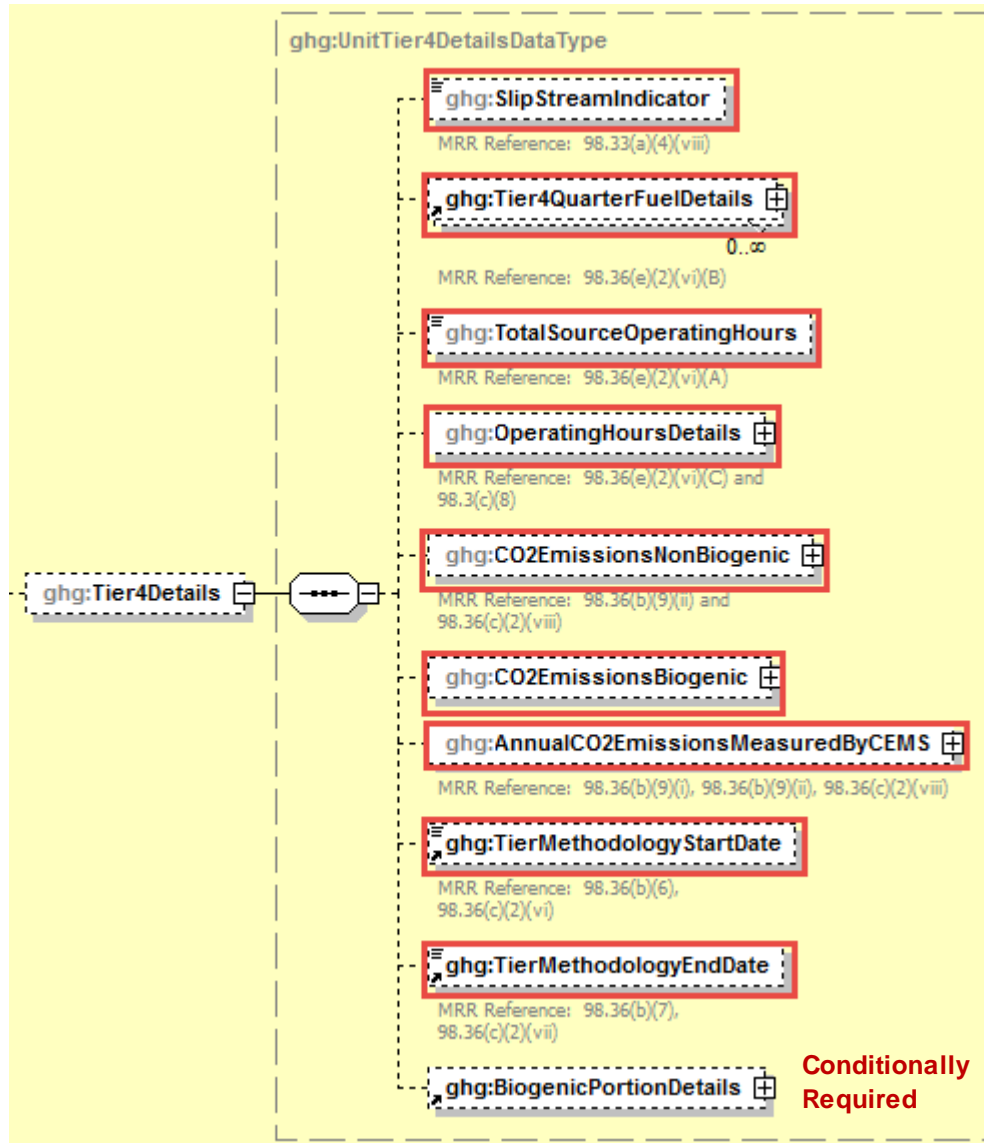 ghg:UnitTier4DetailsDataType
ghg:SlipStreamIndicator
MRR Reference: 98.33(a)(4)(viii)
ghg:Tier4QuarterFuelDetails
0..∞
MRR Reference: 98.36(e)(2)(vi)(B)
ghg:TotalSourceOperatingHours
MRR Reference: 98.36(e)(2)(vi)(A)
ghg:OperatingHoursDetails
MRR Reference: 98.36(e)(2)(vi)(C) and
98.3(c)(8)
ghg:CO2EmissionsNonBiogenic
MRR Reference: 98.36(b)(9)(ii) and
98.36(c)(2)(viii)
ghg:Tier4Details
ghg:CO2EmissionsBiogenic
ghg:AnnualCO2EmissionsMeasuredByCEMS
MRR Reference: 98.36(b)(9)(i), 98.36(b)(9)(ii), 98.36(c)(2)(viii)
ghg:TierMethodologyStartDate
MRR Reference: 98.36(b)(6),
98.36(c)(2)(vi)
ghg:TierMethodologyEndDate
MRR Reference: 98.36(b)(7),
98.36(c)(2)(vii)
ghg:BiogenicPortionDetails
Conditionally
Required